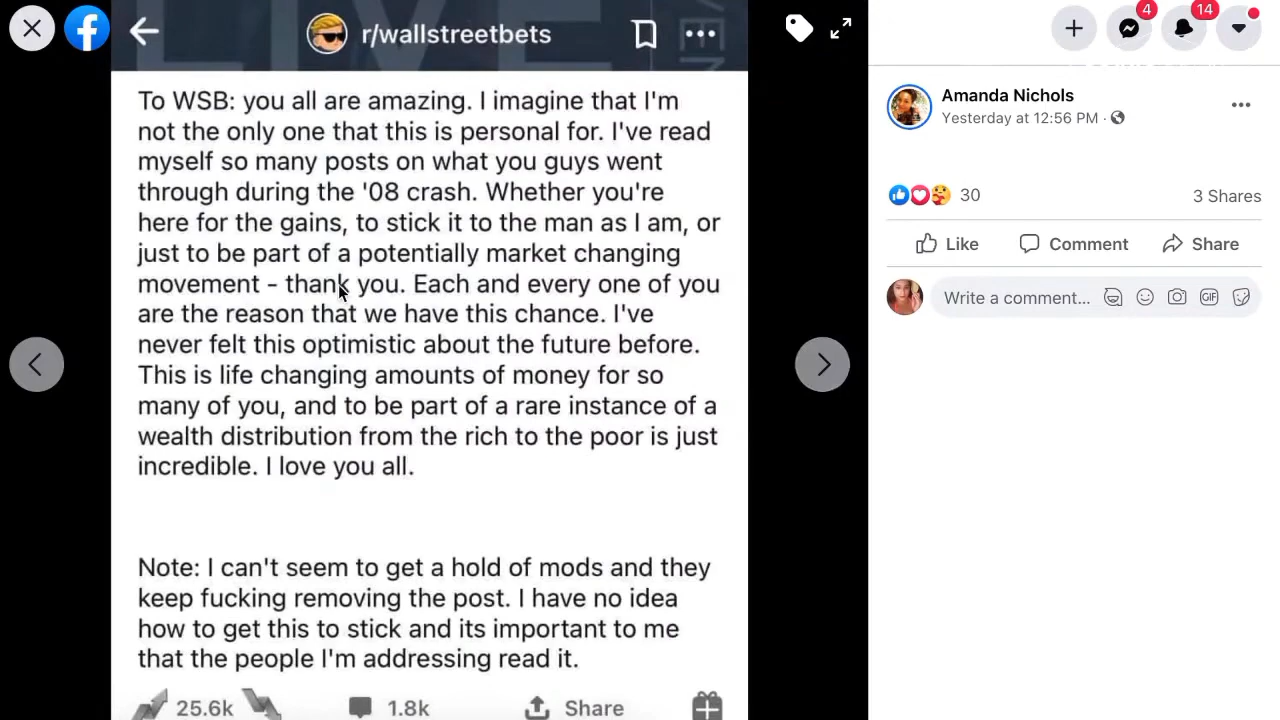 r/wallstreetbets
To WSB: you all are amazing. I imagine that I'm
not the only one that this is personal for. I've read
myself so many posts on what you guys went
through during the '08 crash. Whether you're
here for the gains, to stick it to the man as I am, or
just to be part of a potentially market changing
movement - thank you. Each and every one of you
are the reason that we have this chance. I've
never felt this optimistic about the future before.
This is life changing amounts of money for so
many of you, and to be part of a rare instance of a
wealth distribution from the rich to the poor is just
incredible. I love you all.
Note: I can't seem to get a hold of mods and they
keep fucking removing the post. I have no idea
how to get this to stick and its important to me
that the people I'm addressing read it.
25.6k
1.8k
Share
4
14
Amanda Nichols
Yesterday at 12:56 PM ·
30
3 Shares
Like
Comment
Share
Write a comment...
GIF